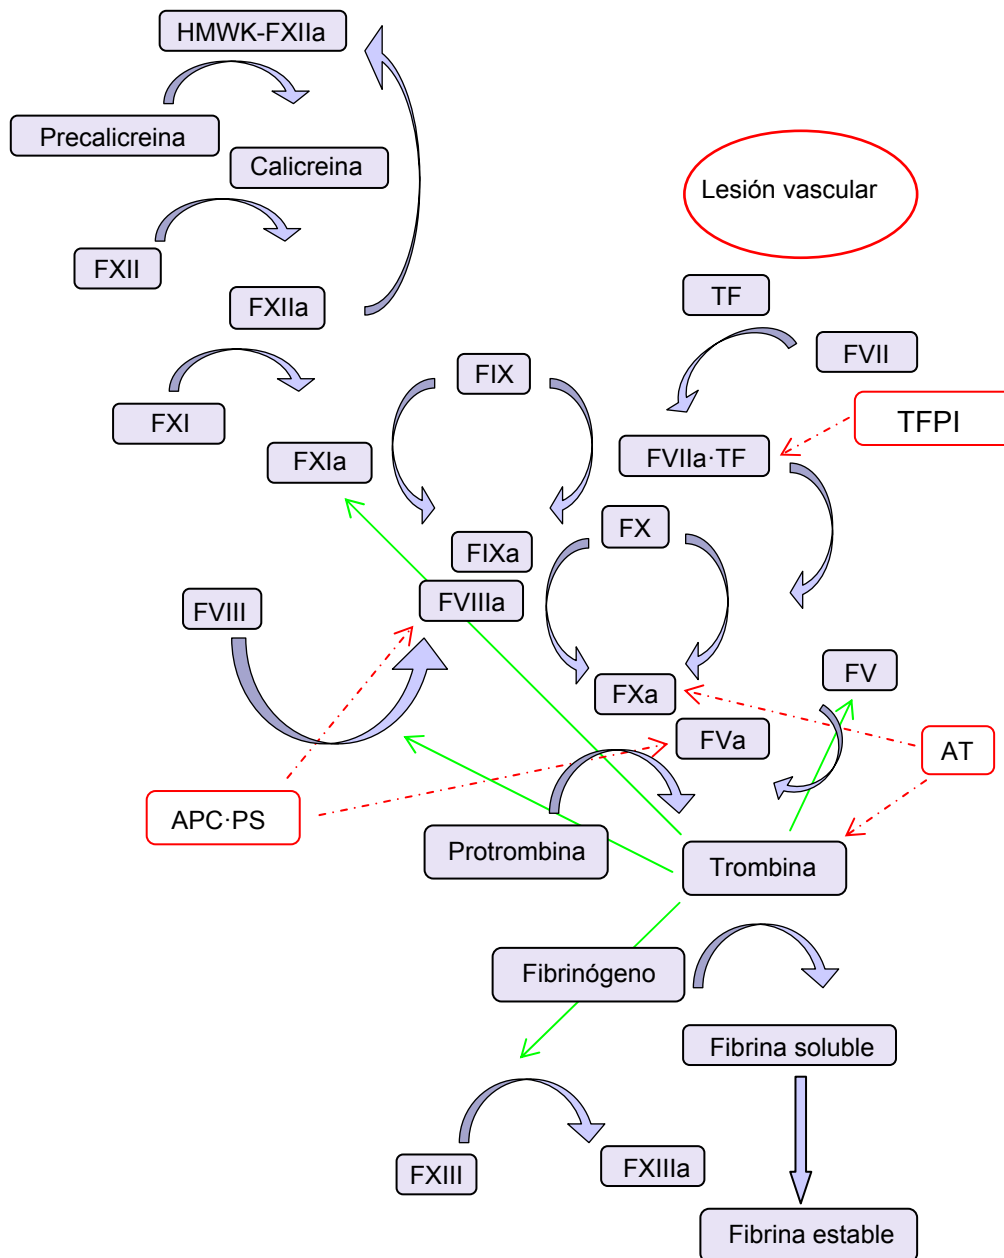 HMWK-FXIIa
Precalicreina
Calicreina
Lesión vascular
FXII
FXIIa
TF
FVII
FIX
FXI
TFPI
FXIa
FVIIa·TF
FX
FIXa
FVIII
FVIIIa
FV
FXa
FVa
AT
APC·PS
Protrombina
Trombina
Fibrinógeno
Fibrina soluble
FXIII
FXIIIa
Fibrina estable